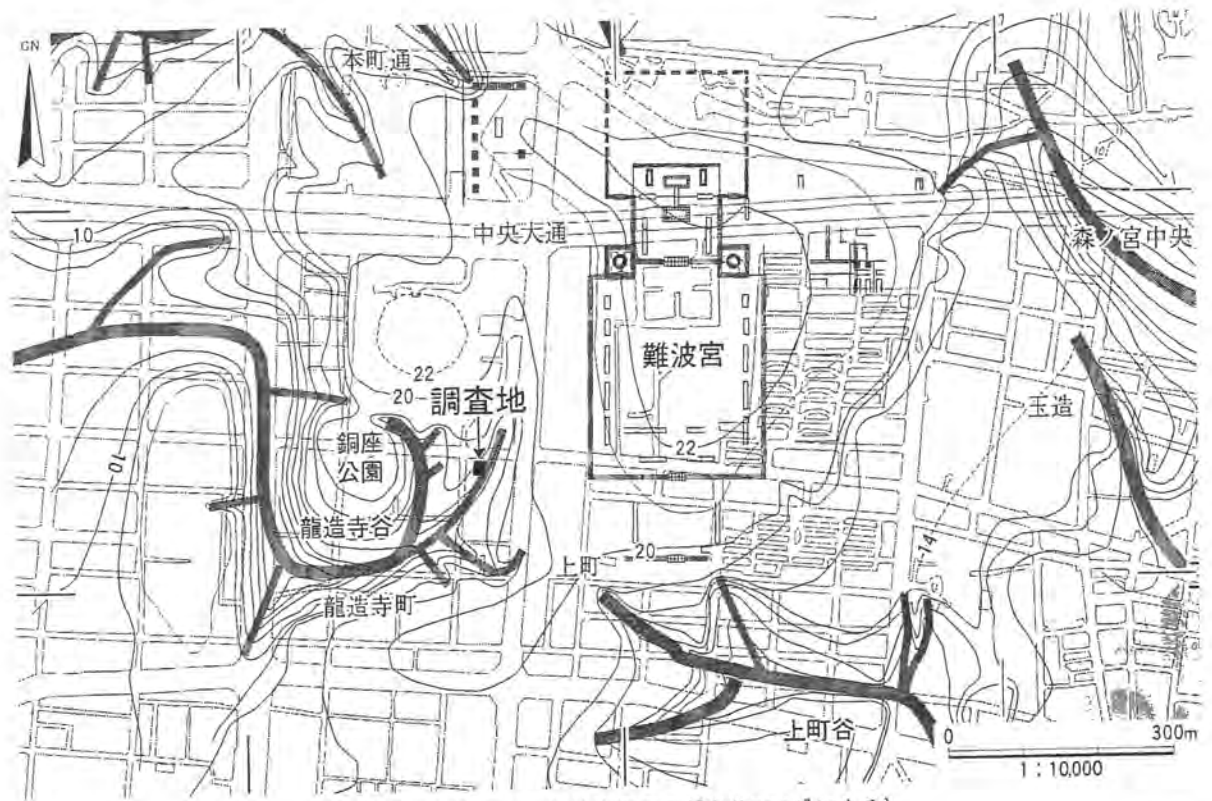 GN
本町通
中央大通
森ノ宮中央
10
難波宮
22
20
調査地
玉造
銅座
公園
22
10
龍造寺谷
上町
20
14
龍造寺町
上町谷
0
300m
1:10,000